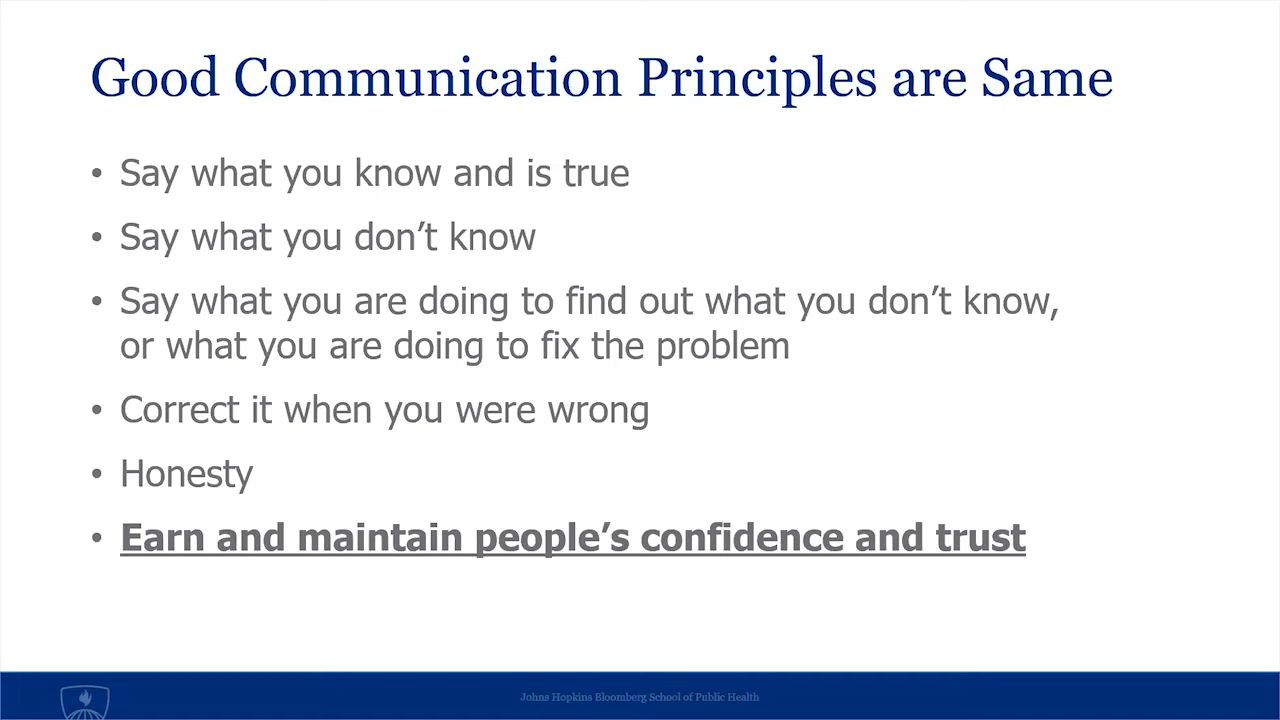 Good Communication Principles are Same
• Say what you know and is true
• Say what you don’t know
• Say what you are doing to find out what you don’t know,
or what you are doing to fix the problem
• Correct it when you were wrong
• Honesty
• Earn and maintain people’s confidence and trust
Johns Hopkins Bloomberg School of Public Health